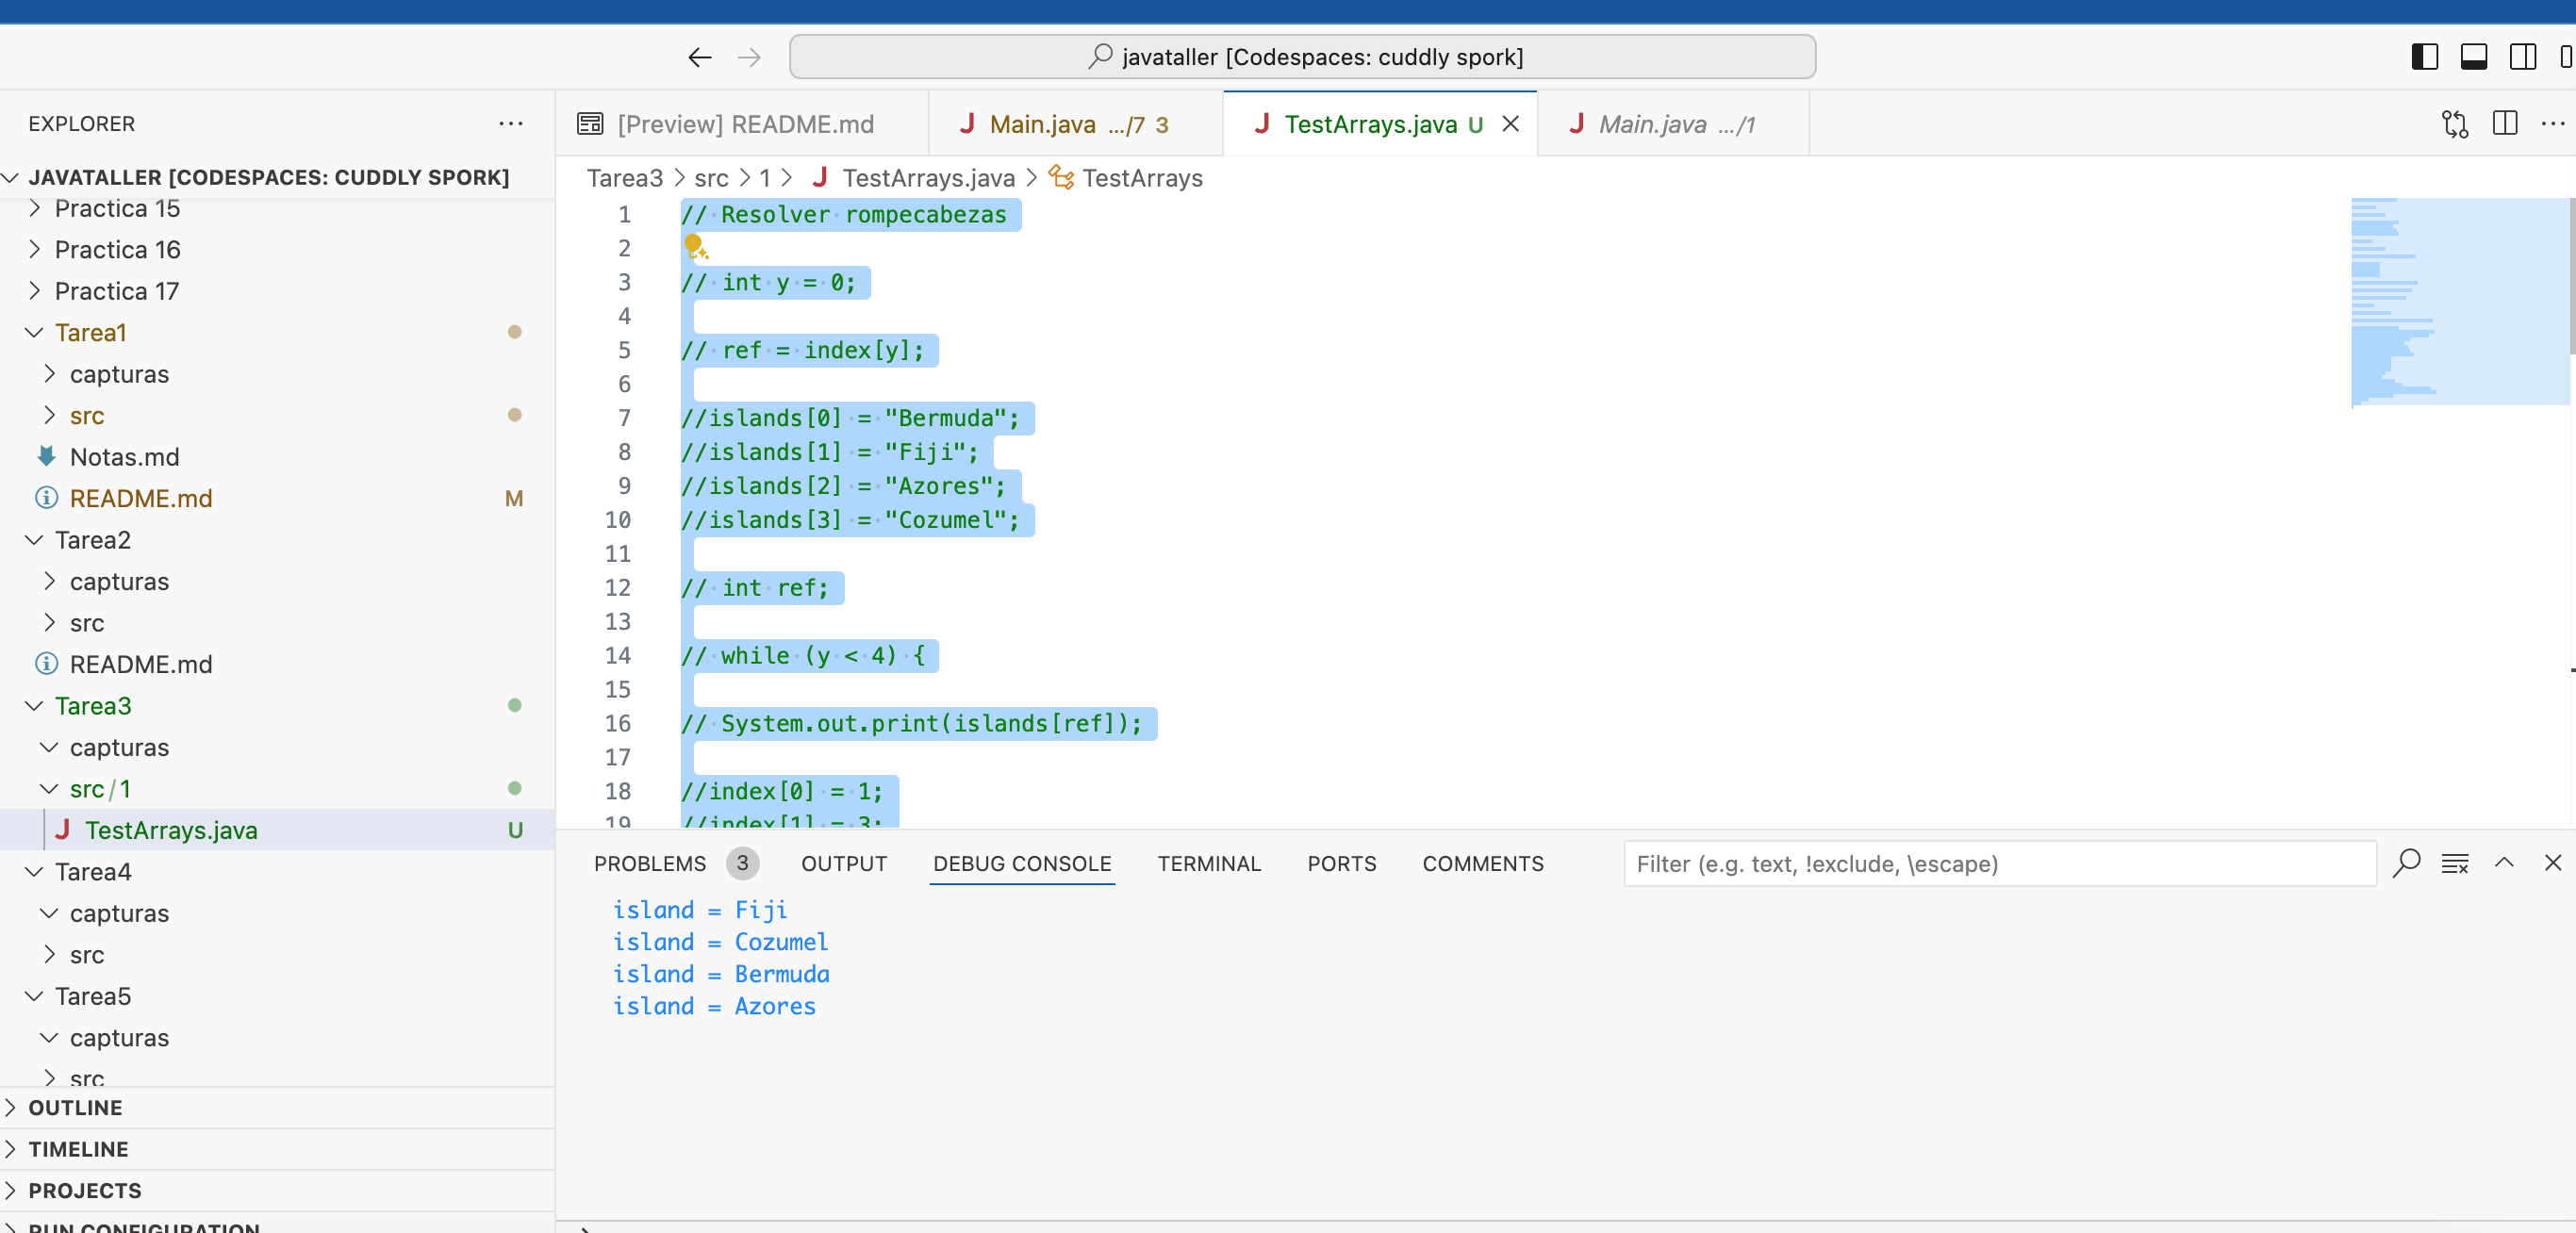 javataller [Codespaces: cuddly spork]
EXPLORER
JAVATALLER [CODESPACES: CUDDLY SPORK]
Practica 15
Practica 16
Practica 17
Tarea1
capturas
src
Notas.md
README.md M
Tarea2
capturas
src
README.md
Tarea3
capturas
src/1
J TestArrays.java U
Tarea4
capturas
src
Tarea5
capturas
src
OUTLINE
TIMELINE
PROJECTS
RUN CONFIGURATION
[Preview] README.md
J Main.java .../7 3
J TestArrays.java U
J Main.java .../1
Tarea3 > src > 1 > J TestArrays.java > TestArrays
1 // Resolver rompecabezas
2
3 // int y = 0;
4
5 // ref = index[y];
6
7 //islands[0] = "Bermuda";
8 //islands[1] = "Fiji";
9 //islands[2] = "Azores";
10 //islands[3] = "Cozumel";
11
12 // int ref;
13
14 // while (y < 4) {
15
16 // System.out.print(islands[ref]);
17
18 //index[0] = 1;
19 //index[1] = 3;
PROBLEMS 3 OUTPUT DEBUG CONSOLE TERMINAL PORTS COMMENTS
Filter (e.g. text, !exclude, \escape)
island = Fiji
island = Cozumel
island = Bermuda
island = Azores